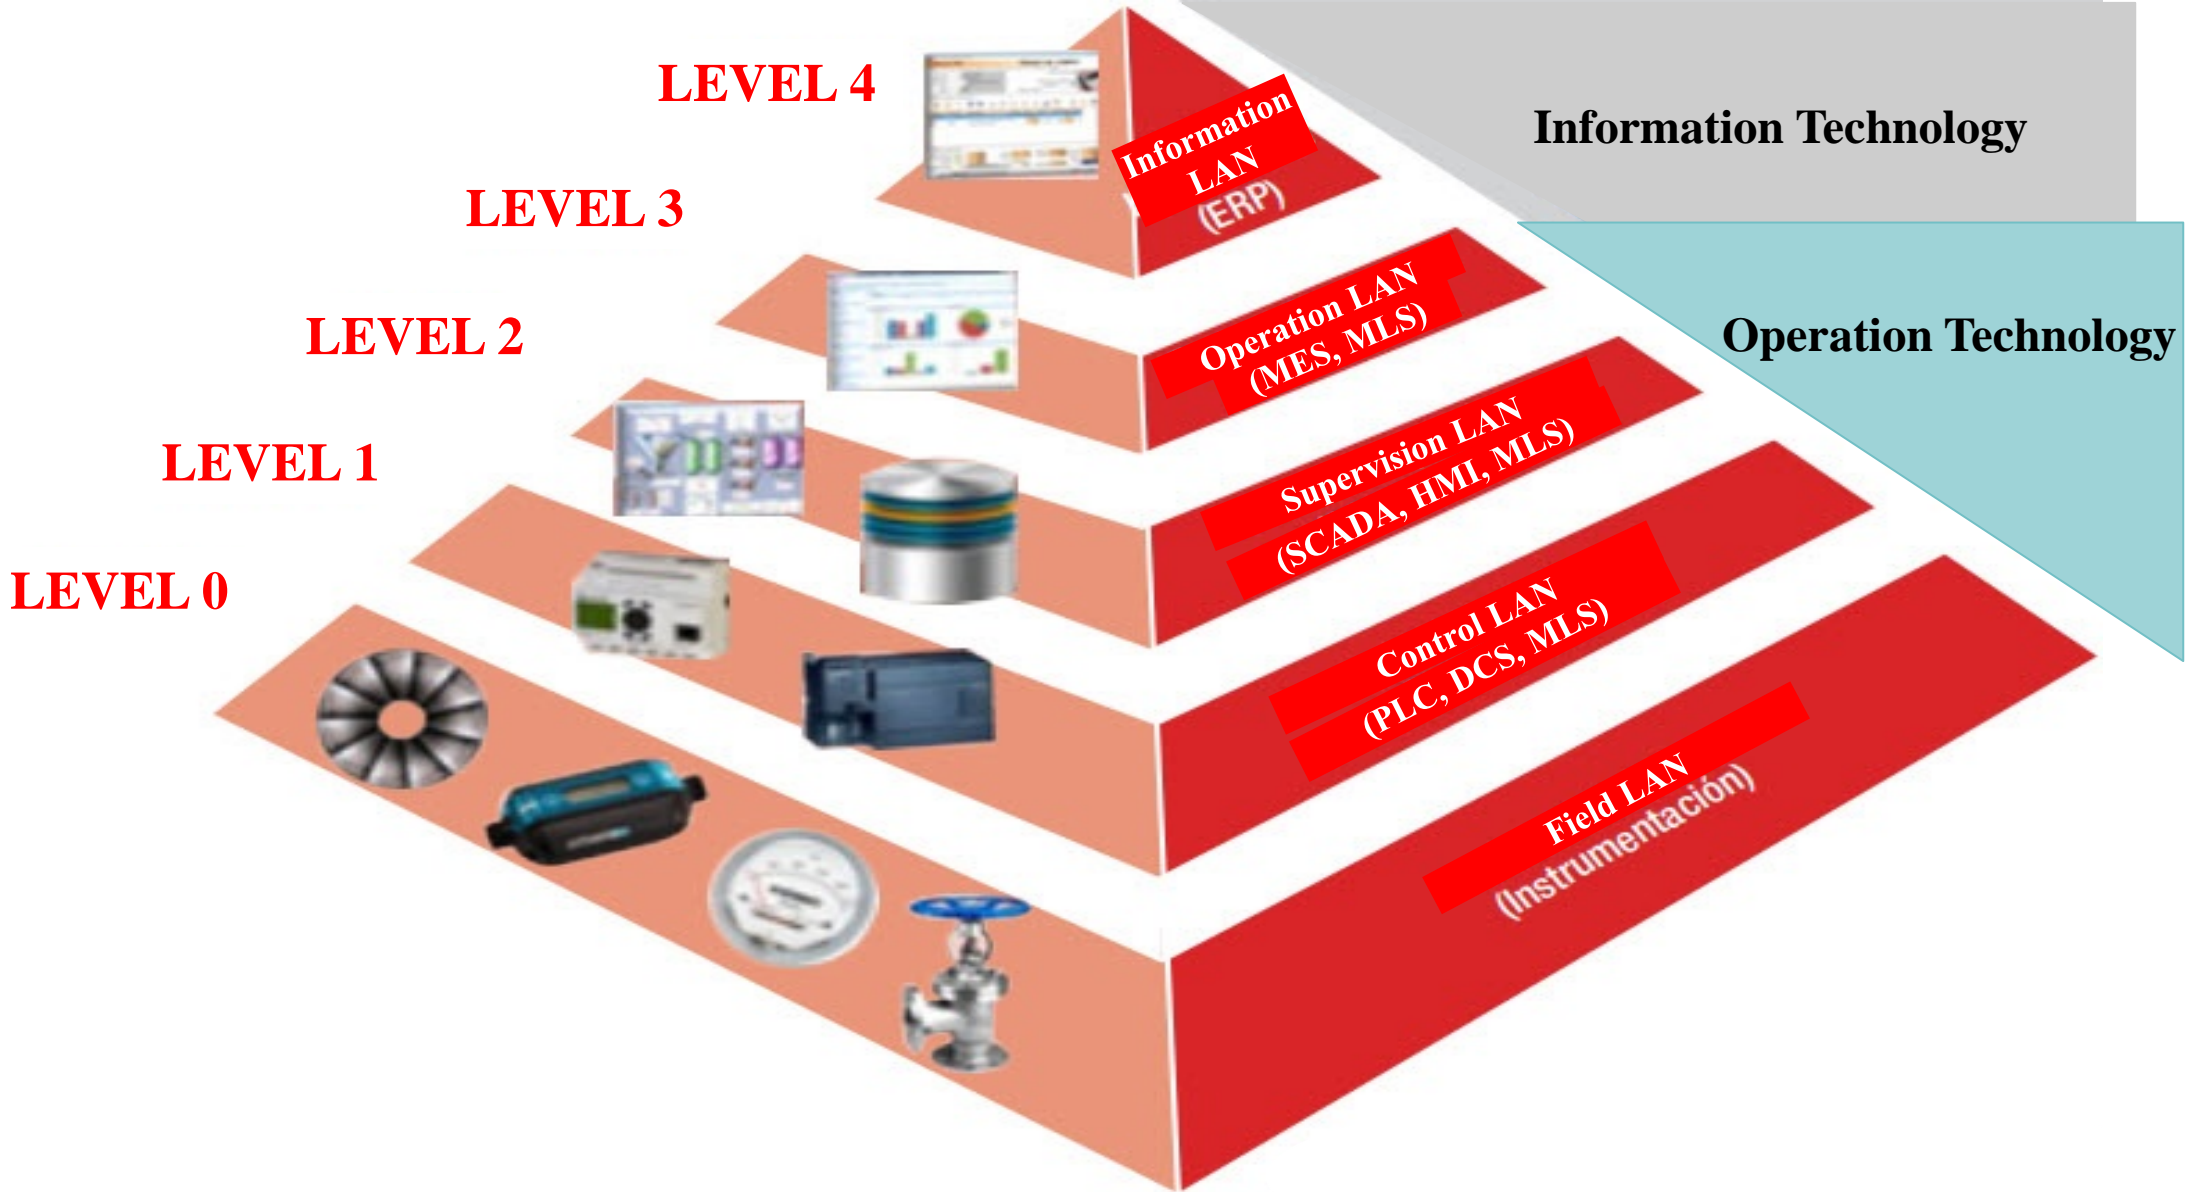 LEVEL 4
Information
LAN
(ERP)
Information Technology
LEVEL 3
Operation LAN
(MES, MLS)
Operation Technology
LEVEL 2
Supervision LAN
(SCADA, HMI, MLS)
LEVEL 1
Control LAN
(PLC, DCS, MLS)
LEVEL 0
Field LAN
(Instrumentación)